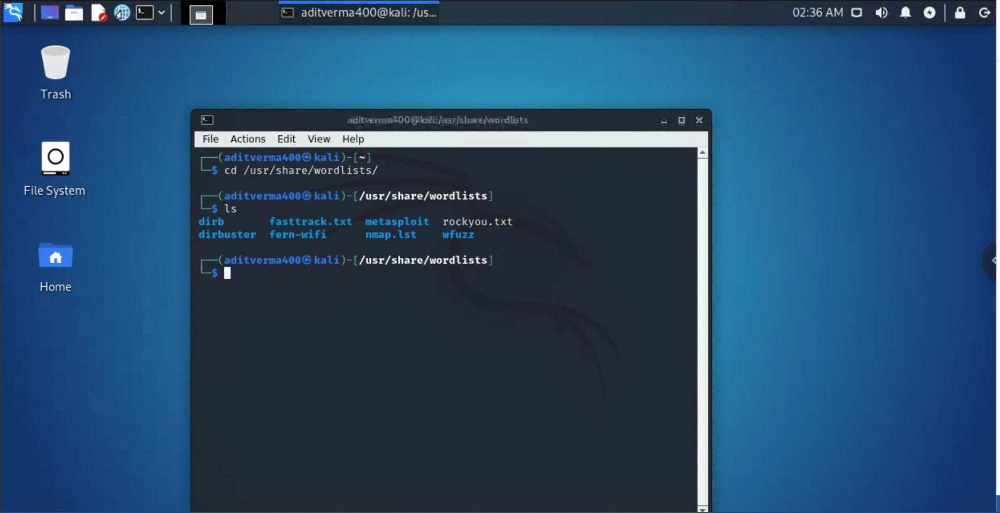 aditverma400@kali: /us...
02:36 AM
Trash
File System
Home
aditverma400@kali:/usr/share/wordlists
File Actions Edit View Help
┌──(aditverma400㉿kali)-[~]
└─$ cd /usr/share/wordlists/
┌──(aditverma400㉿kali)-[/usr/share/wordlists]
└─$ ls
dirb fasttrack.txt metasploit rockyou.txt
dirbuster fern-wifi nmap.lst wfuzz
┌──(aditverma400㉿kali)-[/usr/share/wordlists]
└─$